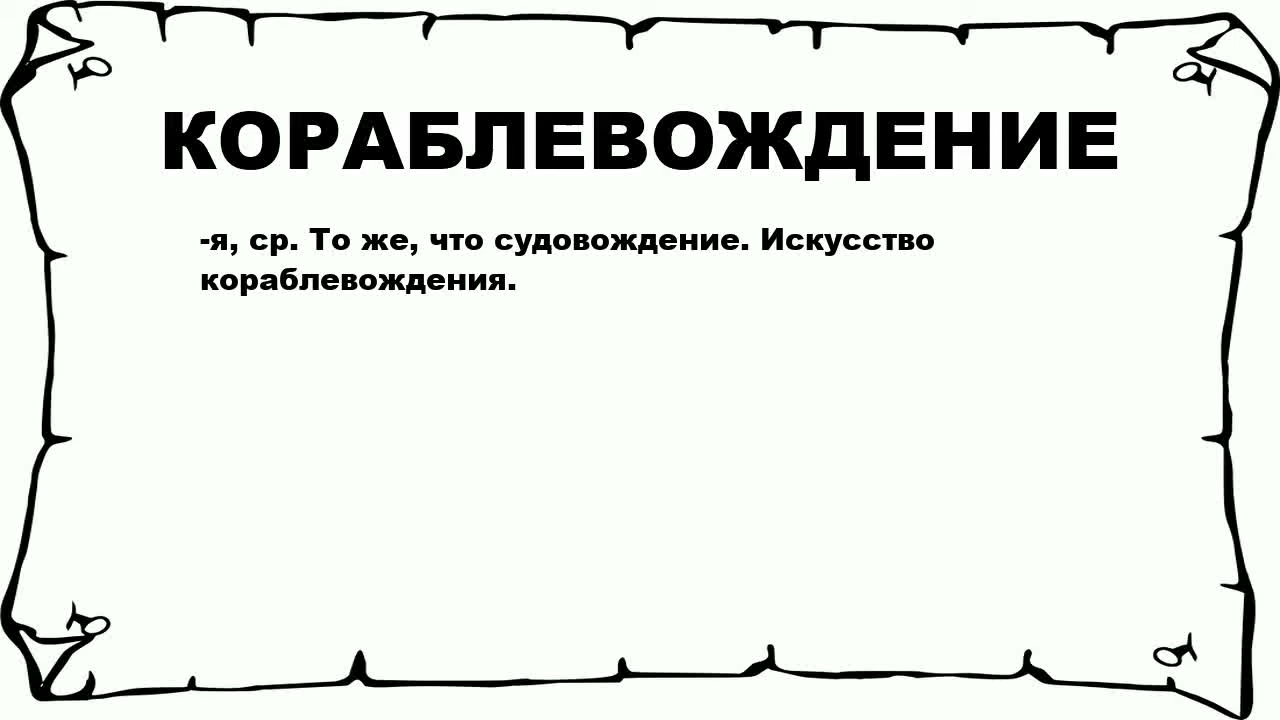 КОРАБЛЕВОЖДЕНИЕ
-я, ср. То же, что судовождение. Искусство
кораблевождения.